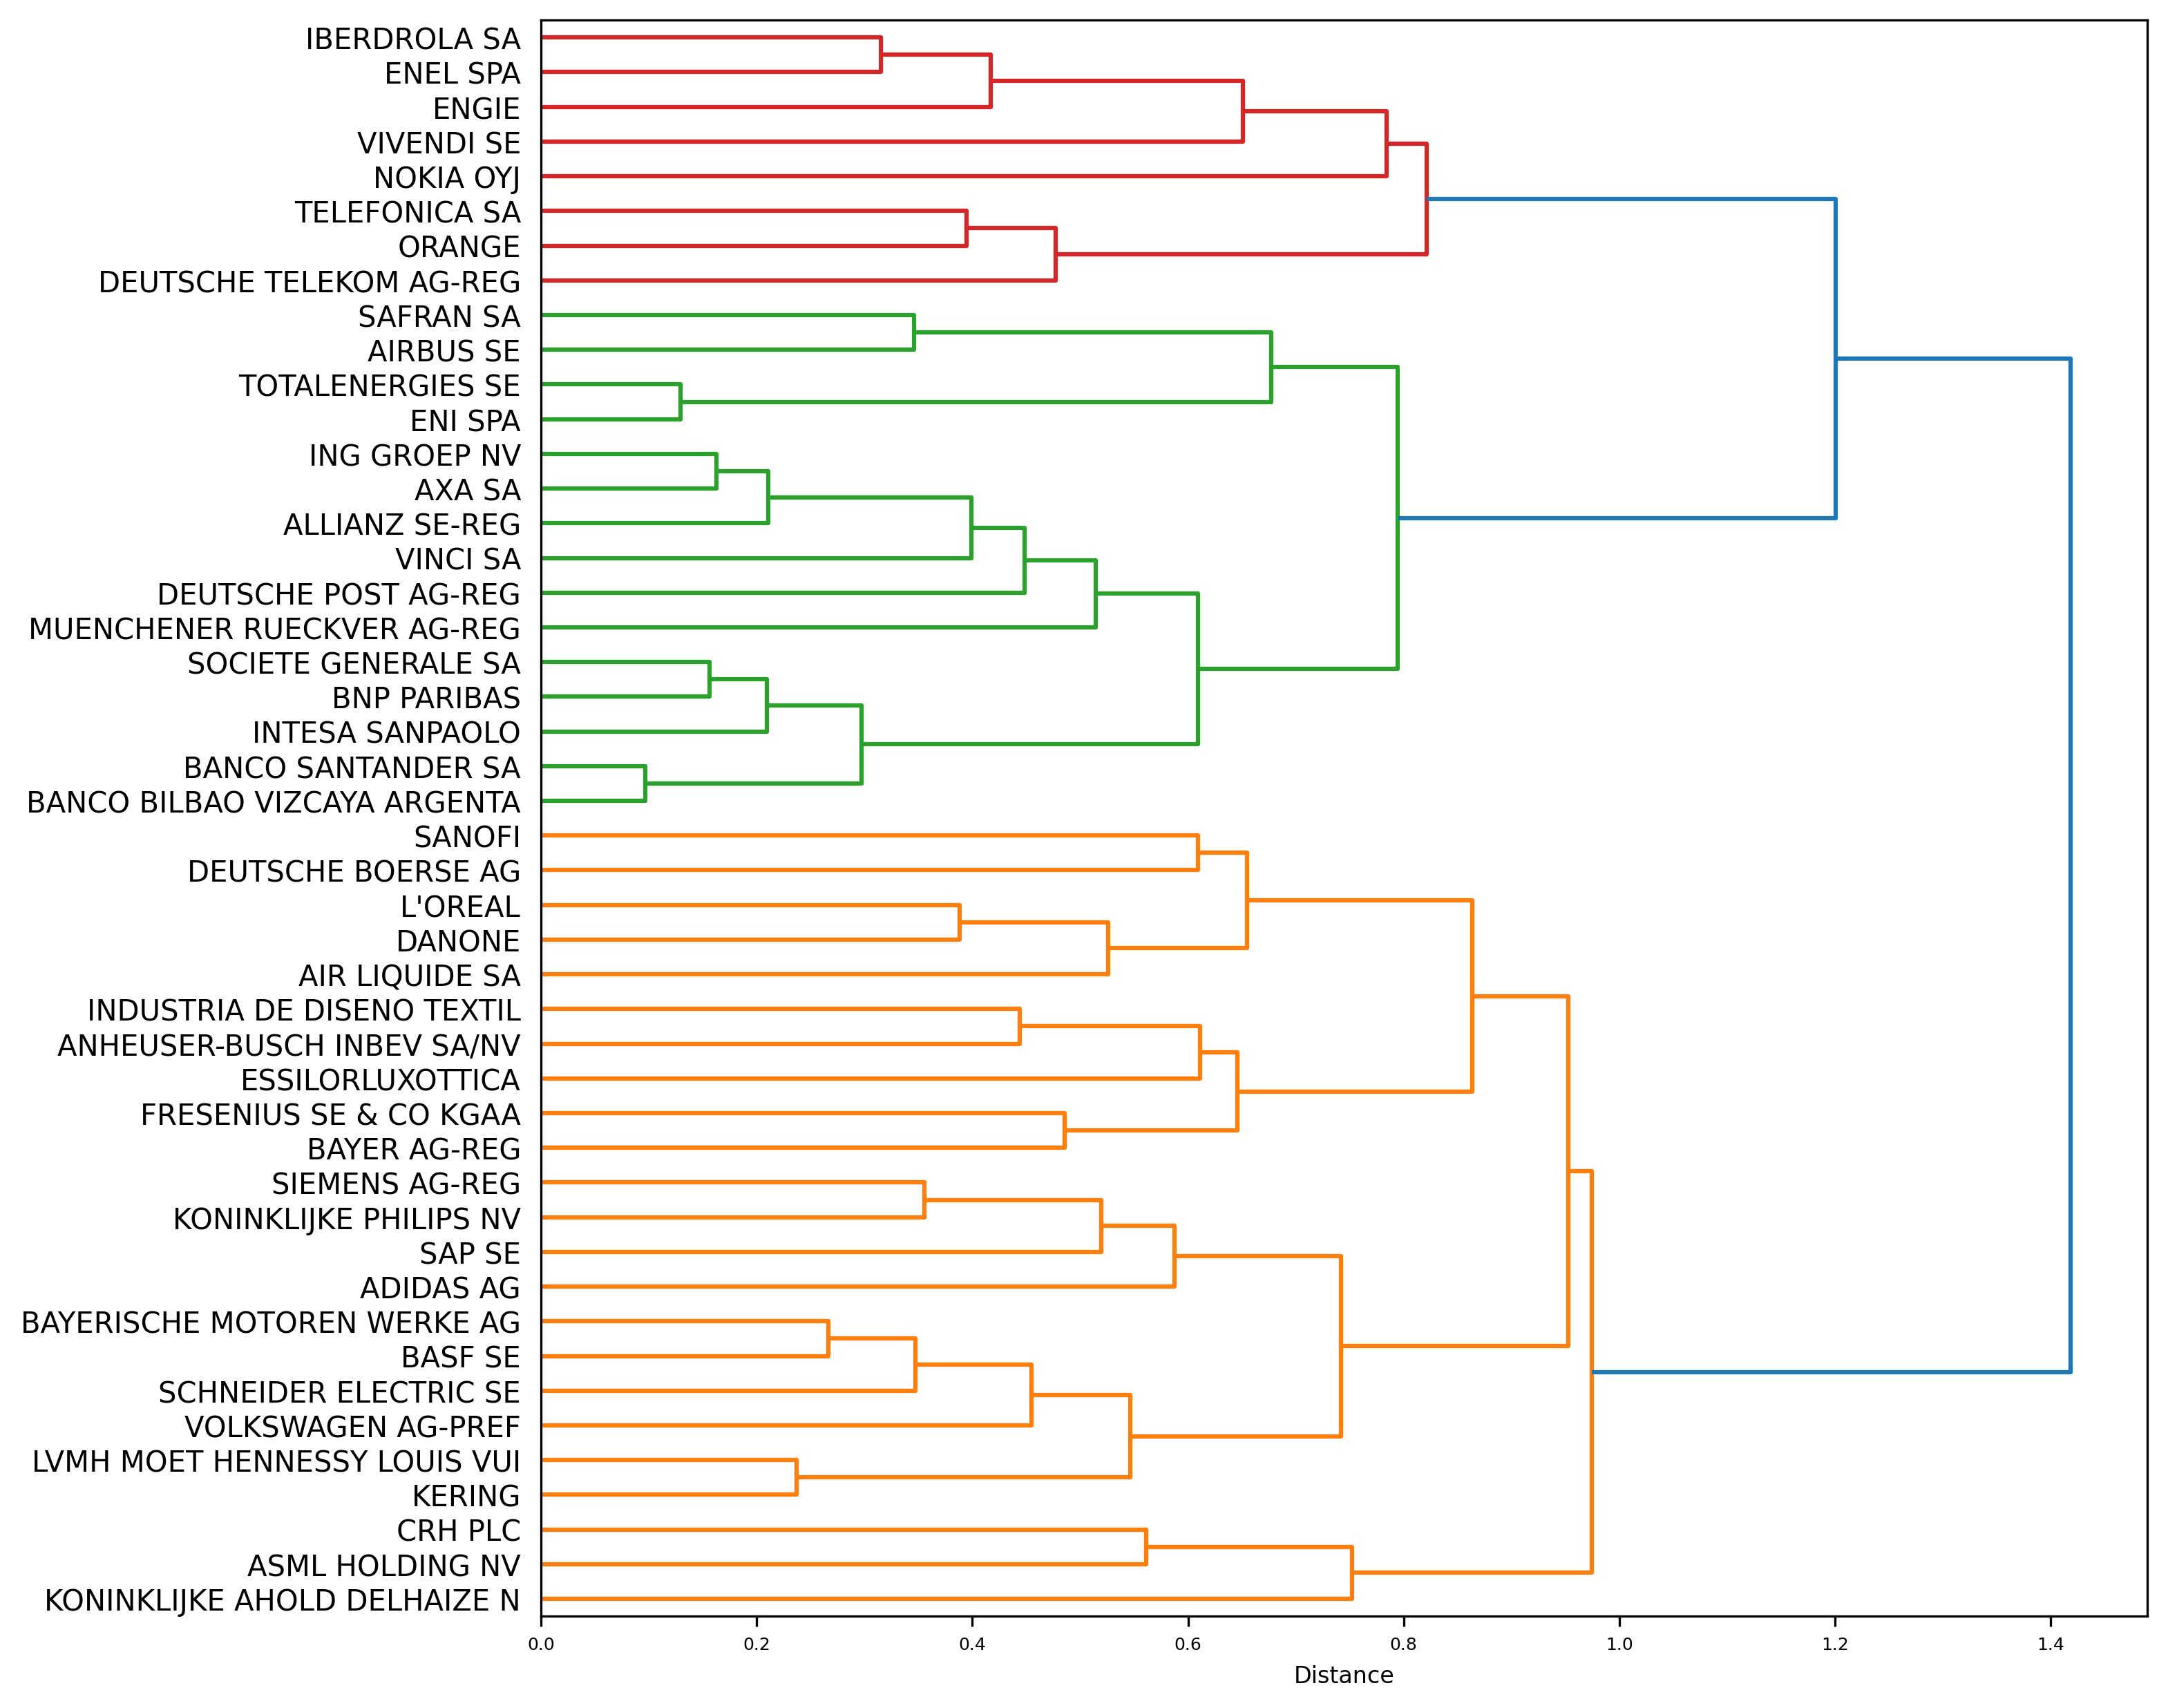 IBERDROLA SA
ENEL SPA
ENGIE
VIVENDI SE
NOKIA OYJ
TELEFONICA SA
ORANGE
DEUTSCHE TELEKOM AG-REG
SAFRAN SA
AIRBUS SE
TOTALENERGIES SE
ENI SPA
ING GROEP NV
AXA SA
ALLIANZ SE-REG
VINCI SA
DEUTSCHE POST AG-REG
MUENCHENER RUECKVER AG-REG
SOCIETE GENERALE SA
BNP PARIBAS
INTESA SANPAOLO
BANCO SANTANDER SA
BANCO BILBAO VIZCAYA ARGENTA
SANOFI
DEUTSCHE BOERSE AG
L'OREAL
DANONE
AIR LIQUIDE SA
INDUSTRIA DE DISENO TEXTIL
ANHEUSER-BUSCH INBEV SA/NV
ESSILORLUXOTTICA
FRESENIUS SE & CO KGAA
BAYER AG-REG
SIEMENS AG-REG
KONINKLIJKE PHILIPS NV
SAP SE
ADIDAS AG
BAYERISCHE MOTOREN WERKE AG
BASF SE
SCHNEIDER ELECTRIC SE
VOLKSWAGEN AG-PREF
LVMH MOET HENNESSY LOUIS VUI
KERING
CRH PLC
ASML HOLDING NV
KONINKLIJKE AHOLD DELHAIZE N
0.0 0.2 0.4 0.6 0.8 1.0 1.2 1.4
Distance